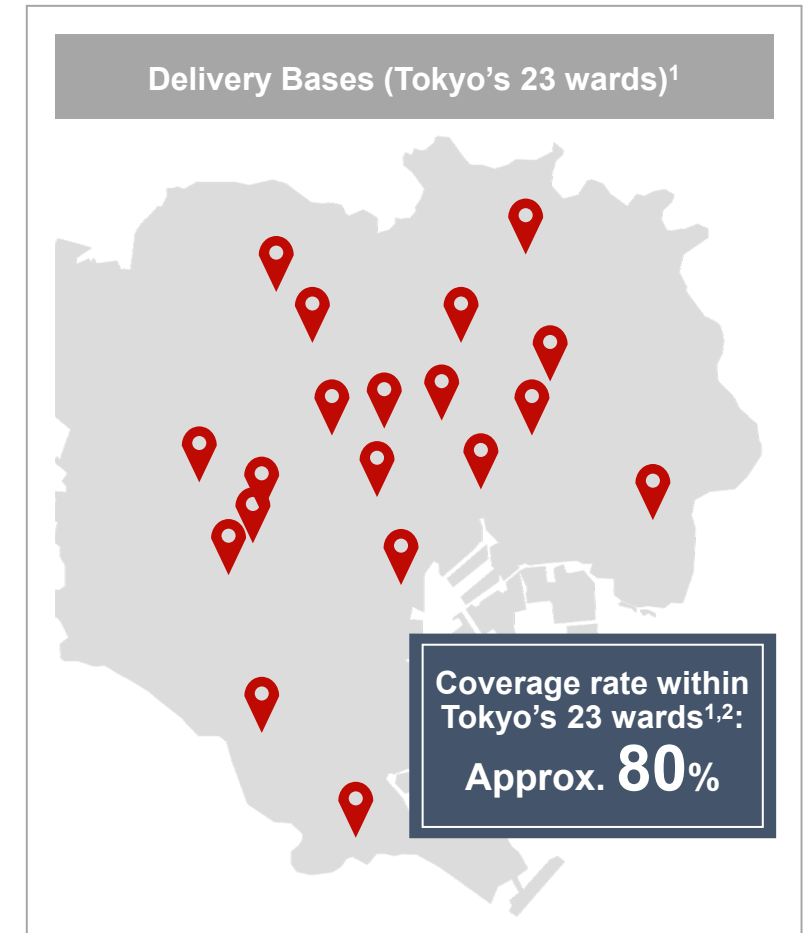 Delivery Bases (Tokyo’s 23 wards)¹
Coverage rate within
Tokyo’s 23 wards¹,²:
Approx. 80%